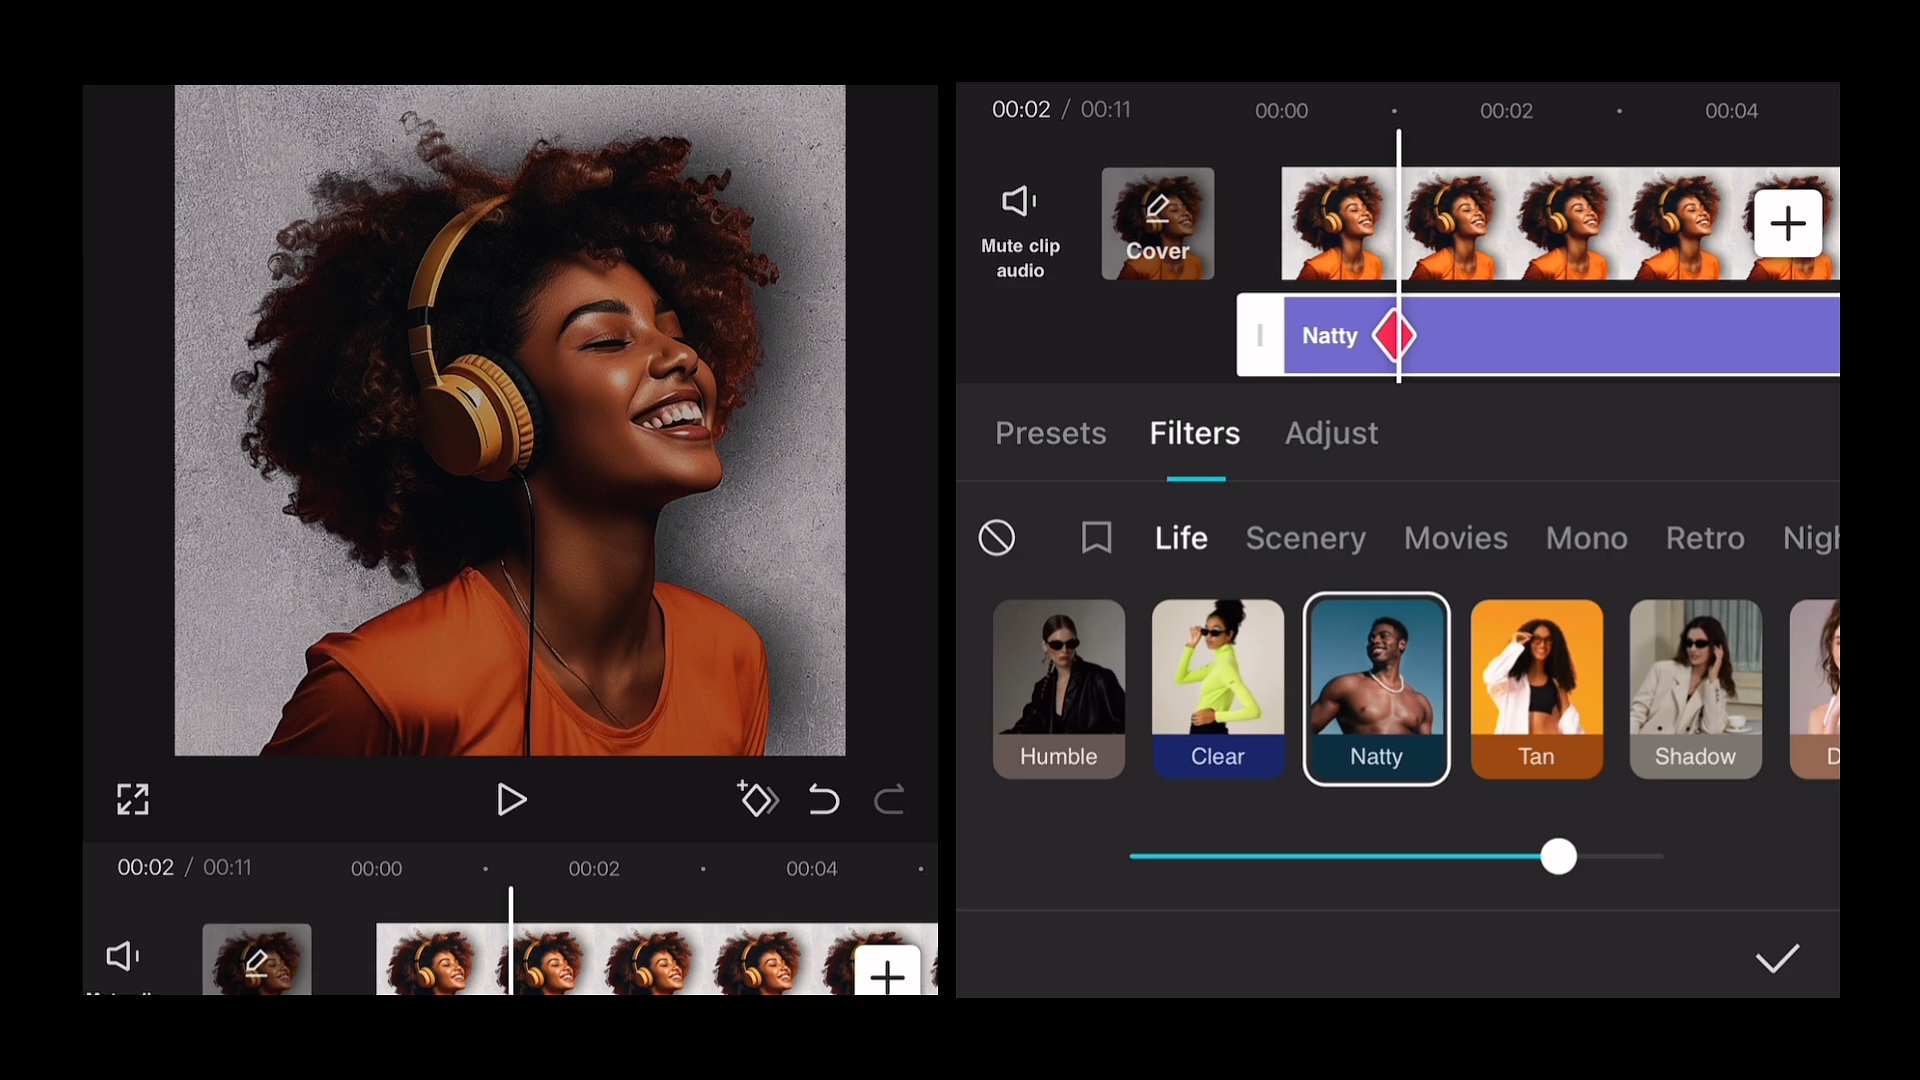 00:02 / 00:11
00:00
00:02
00:04
00:02 / 00:11
00:00
00:02
00:04
Mute clip
audio
Cover
Natty
Presets
Filters
Adjust
Life
Scenery
Movies
Mono
Retro
Humble
Clear
Natty
Tan
Shadow